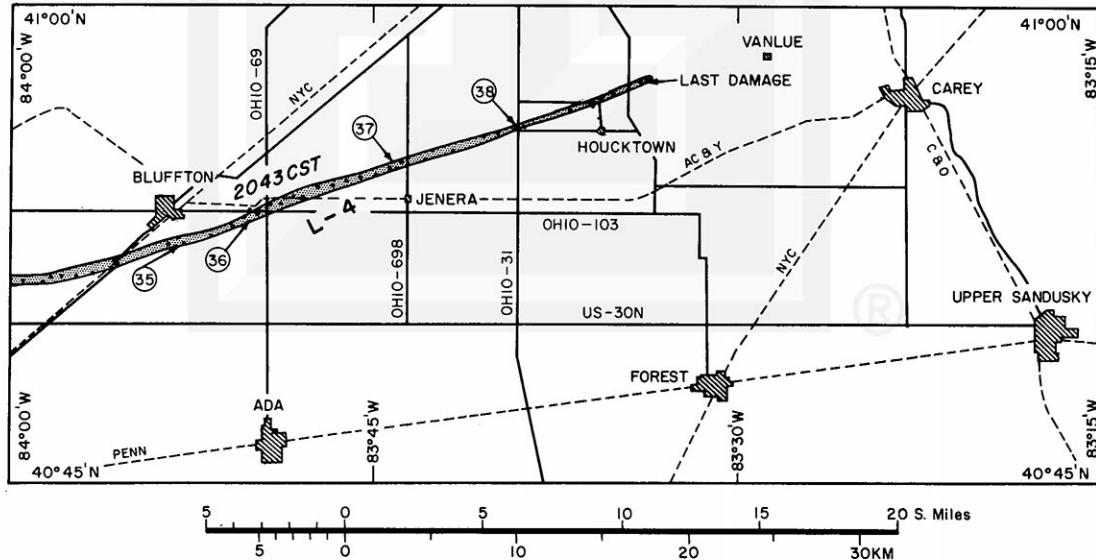 41°00'N
41°00'N
84°00'W
83°15'W
OHIO-69
NYC
VANLUE
38
LAST DAMAGE
CAREY
37
HOUCKTOWN
AC & Y
C & O
BLUFFTON
2043 CST
JENERA
L-4
OHIO-103
36
35
OHIO-698
OHIO-31
NYC
UPPER SANDUSKY
US-30N
®
FOREST
ADA
84°00'W
83°45'W
83°30'W
83°15'W
PENN
40°45'N
40°45'N
5 0 5 10 15 20 S. Miles
5 0 10 20 30KM